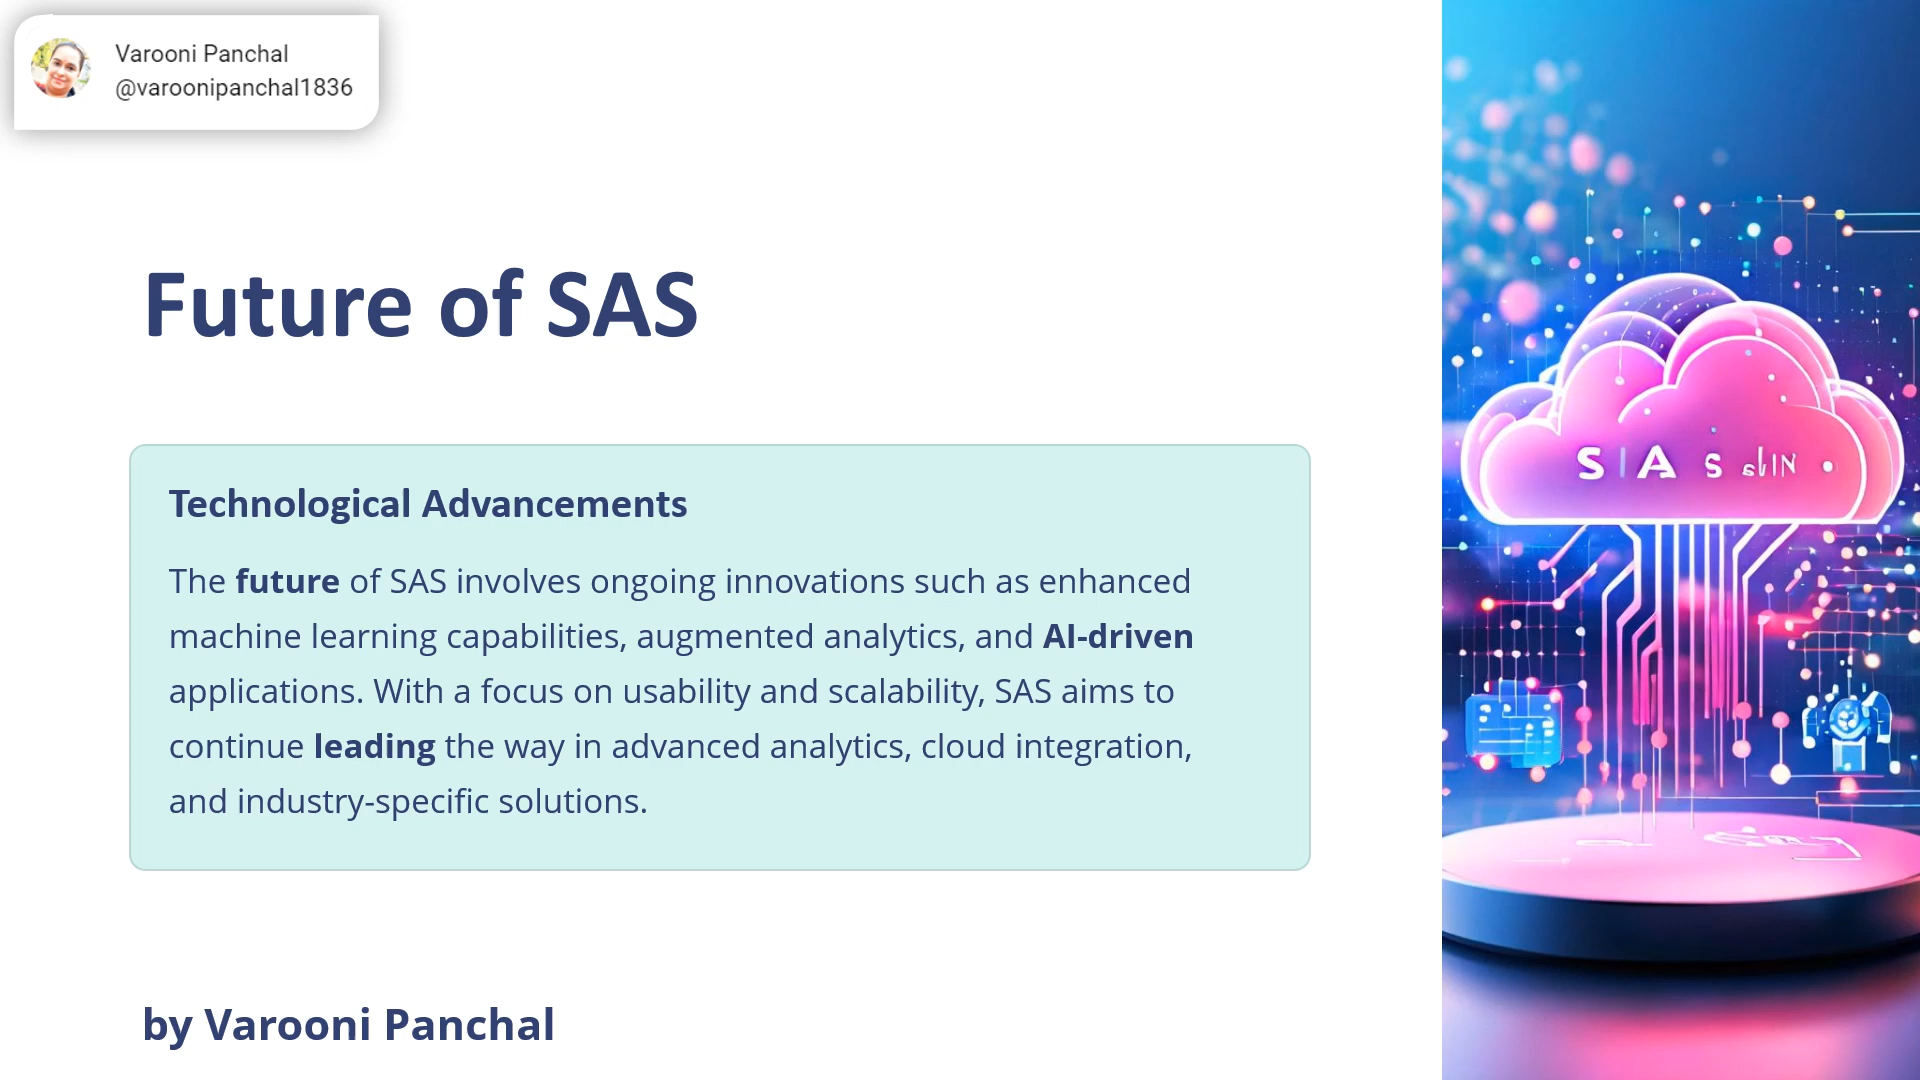 Varooni Panchal
@varoonipanchal1836
Future of SAS
Technological Advancements
The future of SAS involves ongoing innovations such as enhanced
machine learning capabilities, augmented analytics, and AI-driven
applications. With a focus on usability and scalability, SAS aims to
continue leading the way in advanced analytics, cloud integration,
and industry-specific solutions.
by Varooni Panchal
S A S